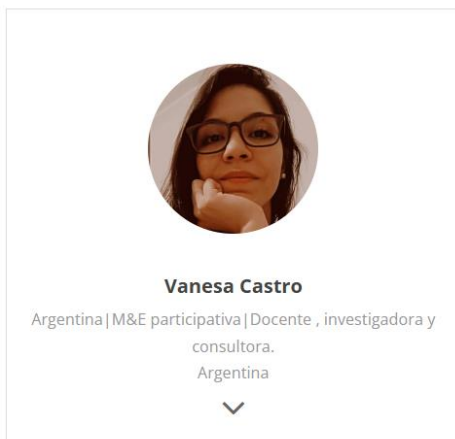 Vanesa Castro
Argentina|M&E participativa|Docente , investigadora y
consultora.
Argentina